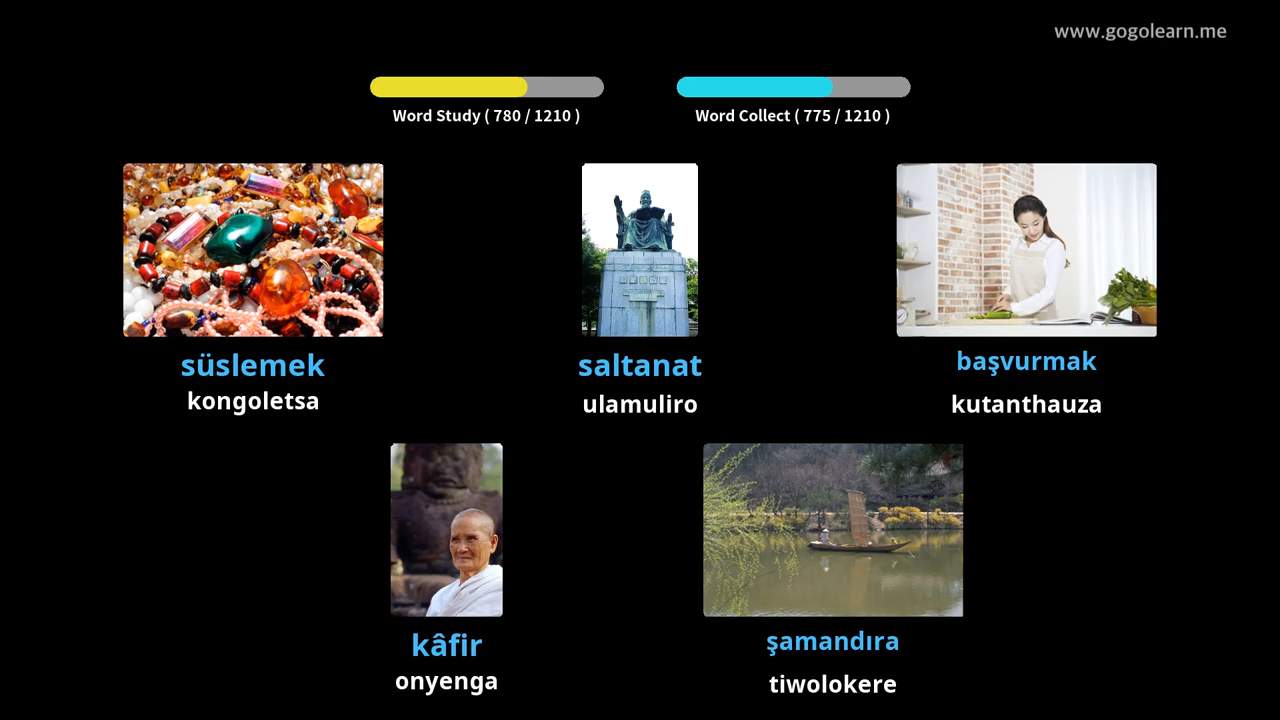 www.gogolearn.me
Word Study ( 780 / 1210 )
Word Collect ( 775 / 1210 )
süslemek
kongoletsa
saltanat
ulamuliro
başvurmak
kutanthauza
kâfir
onyenga
şamandıra
tiwolokere